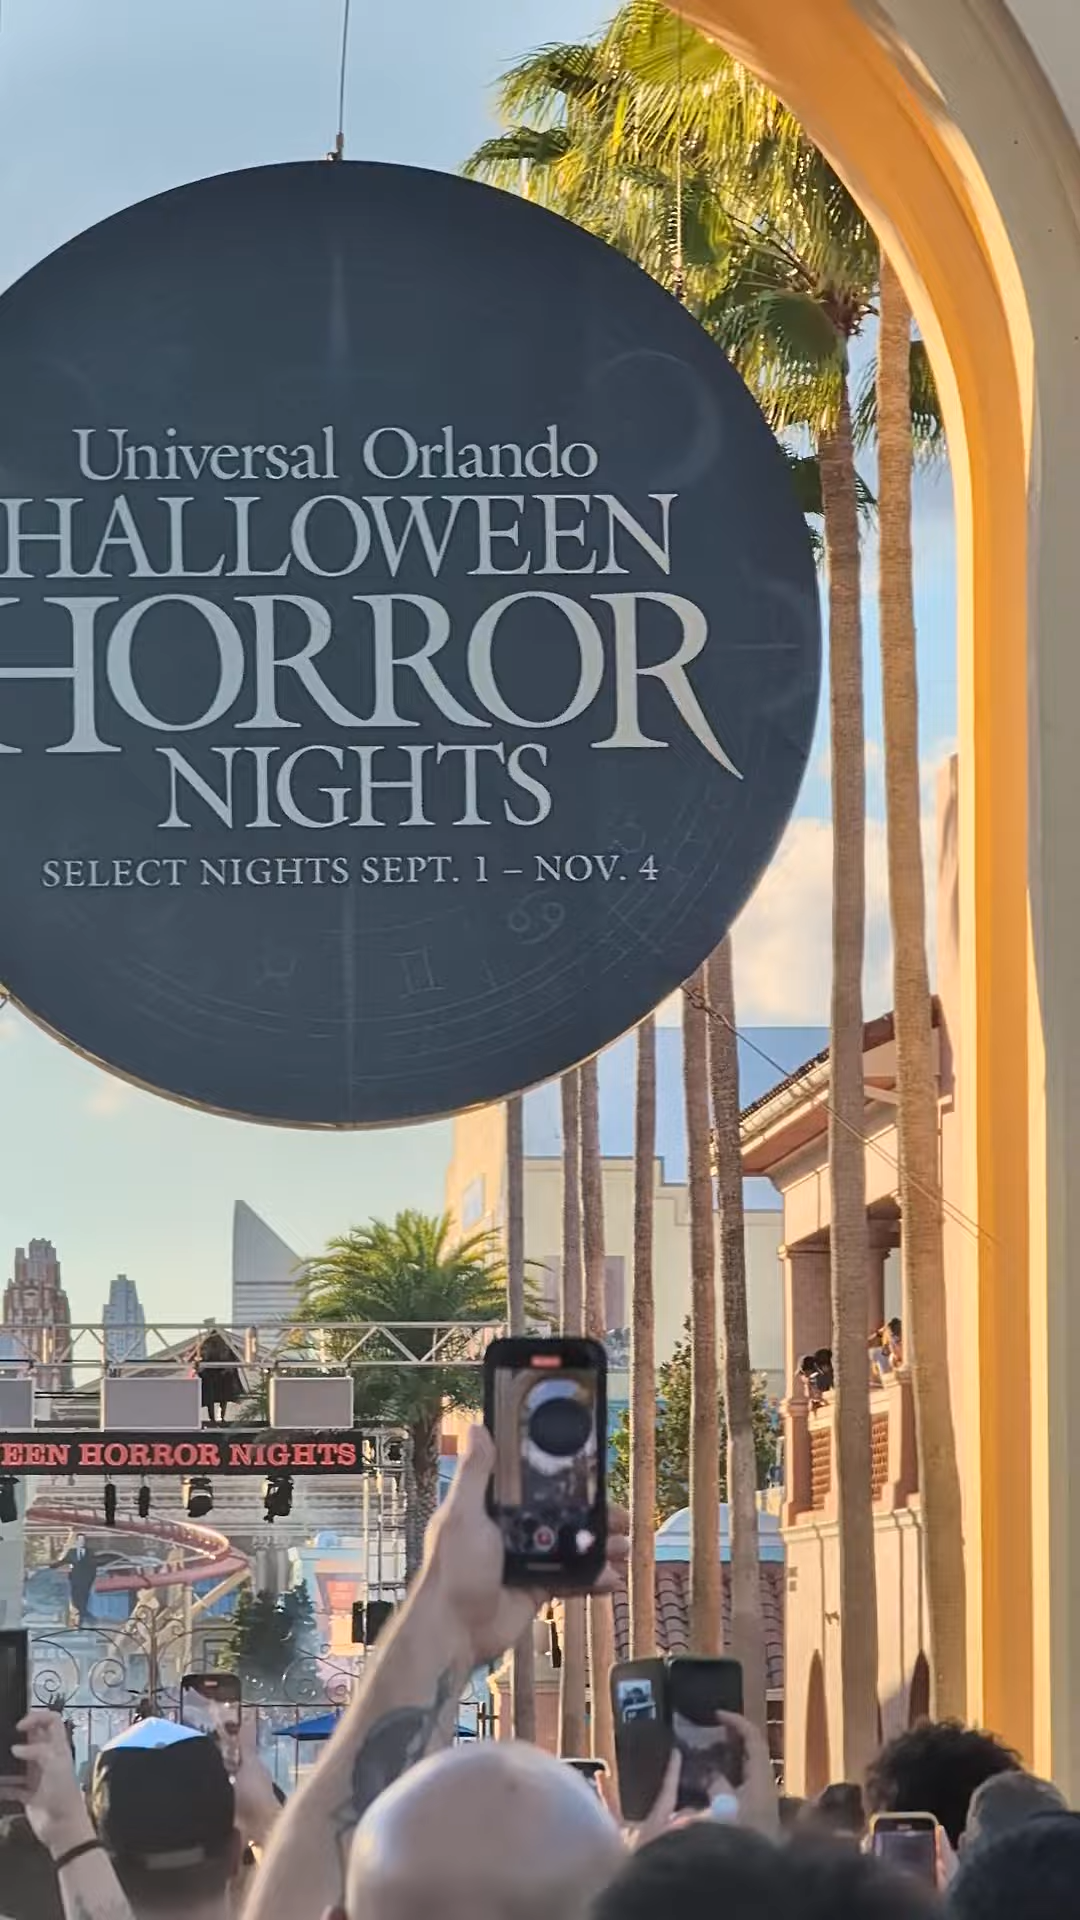 Universal Orlando
HALLOWEEN
HORROR
NIGHTS
SELECT NIGHTS SEPT. 1 – NOV. 4
EEN HORROR NIGHTS